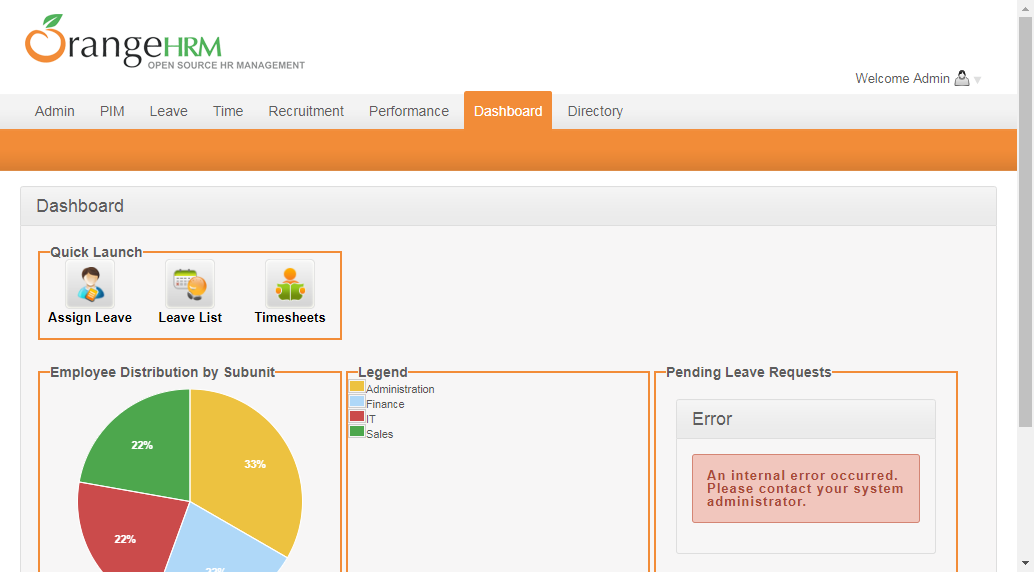 OrangeHRM
OPEN SOURCE HR MANAGEMENT
Welcome Admin
Admin PIM Leave Time Recruitment Performance Dashboard Directory
Dashboard
Quick Launch
Assign Leave Leave List Timesheets
Employee Distribution by Subunit
22%
33%
22%
22%
Legend
Administration
Finance
IT
Sales
Pending Leave Requests
Error
An internal error occurred.
Please contact your system
administrator.